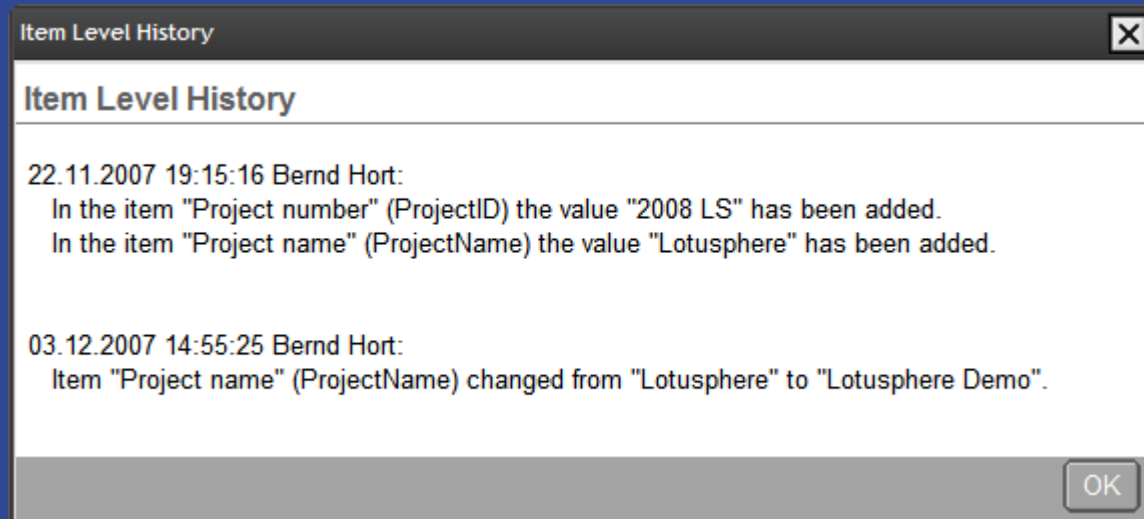 Item Level History
Item Level History
22.11.2007 19:15:16 Bernd Hort:
In the item "Project number" (ProjectID) the value "2008 LS" has been added.
In the item "Project name" (ProjectName) the value "Lotusphere" has been added.
03.12.2007 14:55:25 Bernd Hort:
Item "Project name" (ProjectName) changed from "Lotusphere" to "Lotusphere Demo".
OK